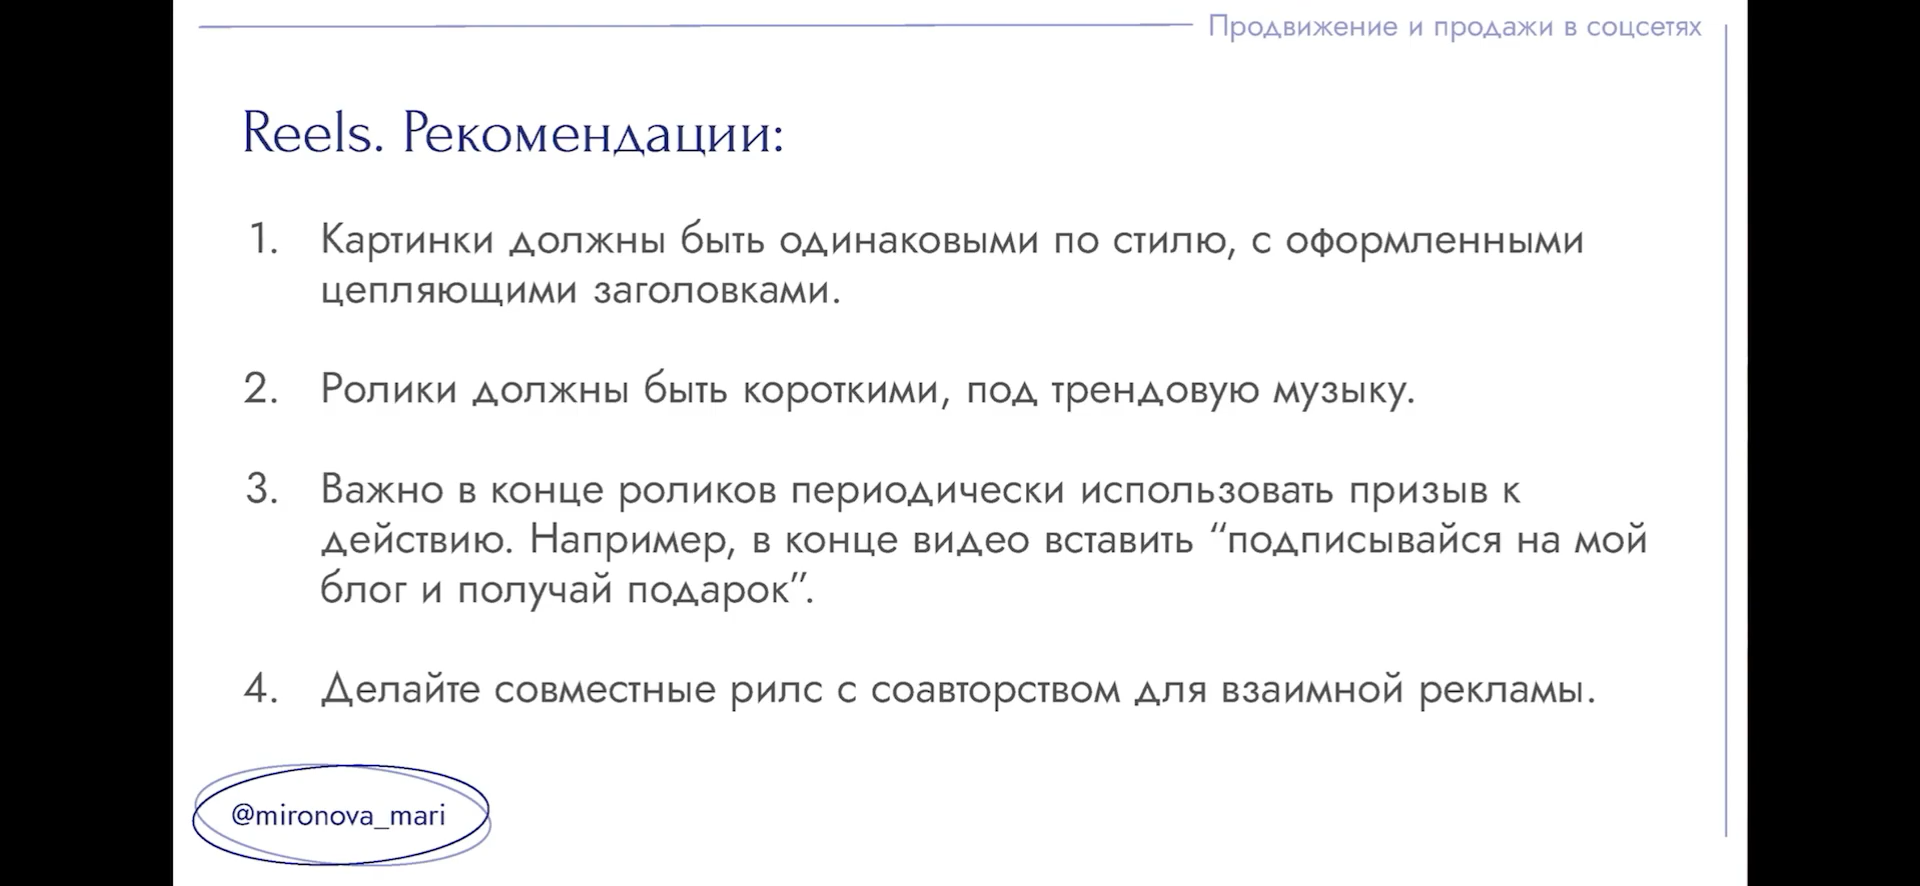 Продвижение и продажи в соцсетях
Reels. Рекомендации:
1. Картинки должны быть одинаковыми по стилю, с оформленными
цепляющими заголовками.
2. Ролики должны быть короткими, под трендовую музыку.
3. Важно в конце роликов периодически использовать призыв к
действию. Например, в конце видео вставить “подписывайся на мой
блог и получай подарок”.
4. Делайте совместные рилс с соавторством для взаимной рекламы.
@mironova_mari